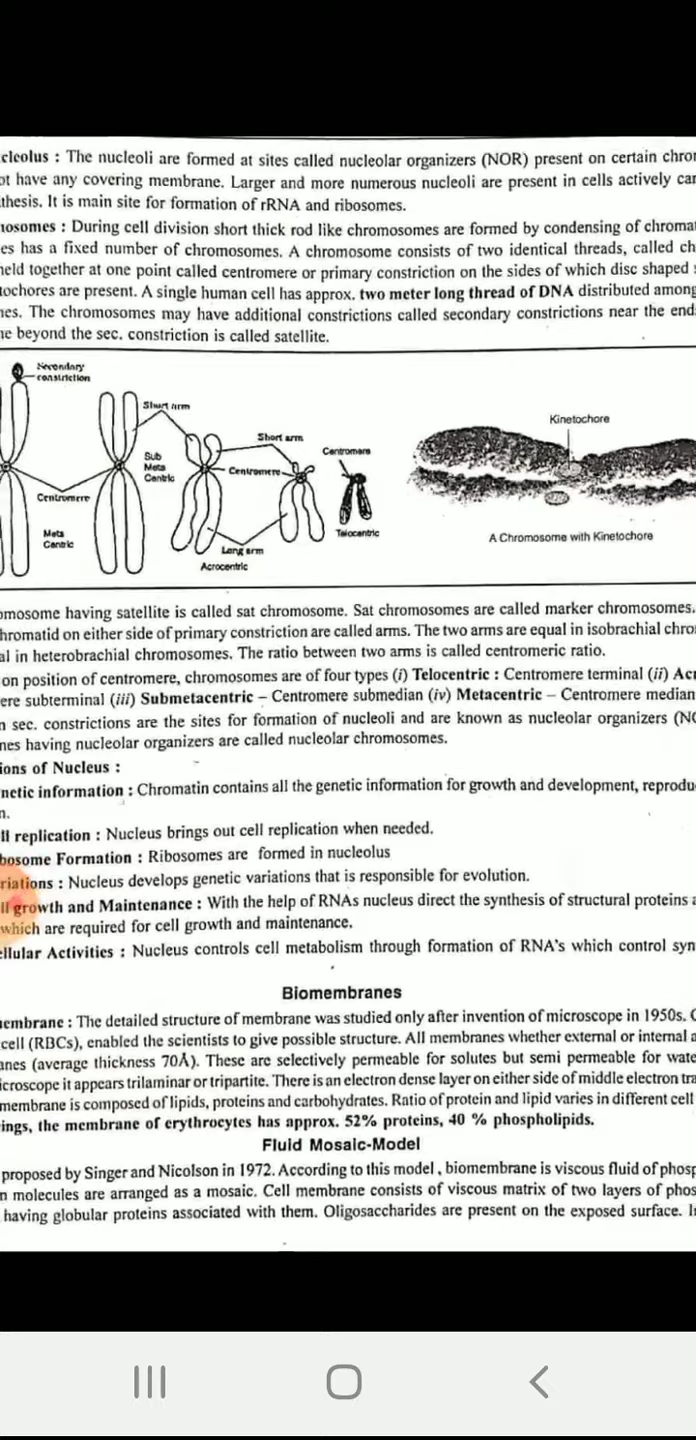 cleolus : The nucleoli are formed at sites called nucleolar organizers (NOR) present on certain chror
ot have any covering membrane. Larger and more numerous nucleoli are present in cells actively car
thesis. It is main site for formation of rRNA and ribosomes.
nosomes : During cell division short thick rod like chromosomes are formed by condensing of chromat
es has a fixed number of chromosomes. A chromosome consists of two identical threads, called ch
held together at one point called centromere or primary constriction on the sides of which disc shaped
tochores are present. A single human cell has approx. two meter long thread of DNA distributed among
nes. The chromosomes may have additional constrictions called secondary constrictions near the end
ne beyond the sec. constriction is called satellite.
Secondary
constriction
Short arm
Short arm
Kinetochore
Centromere
Sub
Meta
Centric
Centromere
Centromere
Meta
Centric
Telocentric
A Chromosome with Kinetochore
Long arm
Acrocentric
omosome having satellite is called sat chromosome. Sat chromosomes are called marker chromosomes.
hromatid on either side of primary constriction are called arms. The two arms are equal in isobrachial chro
al in heterobrachial chromosomes. The ratio between two arms is called centromeric ratio.
on position of centromere, chromosomes are of four types (i) Telocentric : Centromere terminal (ii) Acr
ere subterminal (iii) Submetacentric – Centromere submedian (iv) Metacentric – Centromere median
n sec. constrictions are the sites for formation of nucleoli and are known as nucleolar organizers (NO
nes having nucleolar organizers are called nucleolar chromosomes.
ions of Nucleus :
netic information : Chromatin contains all the genetic information for growth and development, reprodu
n.
ll replication : Nucleus brings out cell replication when needed.
bosome Formation : Ribosomes are formed in nucleolus
riations : Nucleus develops genetic variations that is responsible for evolution.
ll growth and Maintenance : With the help of RNAs nucleus direct the synthesis of structural proteins a
which are required for cell growth and maintenance.
ellular Activities : Nucleus controls cell metabolism through formation of RNA's which control syn
Biomembranes
nembrane : The detailed structure of membrane was studied only after invention of microscope in 1950s.
cell (RBCs), enabled the scientists to give possible structure. All membranes whether external or internal a
anes (average thickness 70Å). These are selectively permeable for solutes but semi permeable for wate
icroscope it appears trilaminar or tripartite. There is an electron dense layer on either side of middle electron tra
membrane is composed of lipids, proteins and carbohydrates. Ratio of protein and lipid varies in different cell
ings, the membrane of erythrocytes has approx. 52% proteins, 40 % phospholipids.
Fluid Mosaic-Model
proposed by Singer and Nicolson in 1972. According to this model , biomembrane is viscous fluid of phosp
n molecules are arranged as a mosaic. Cell membrane consists of viscous matrix of two layers of phos
having globular proteins associated with them. Oligosaccharides are present on the exposed surface. I